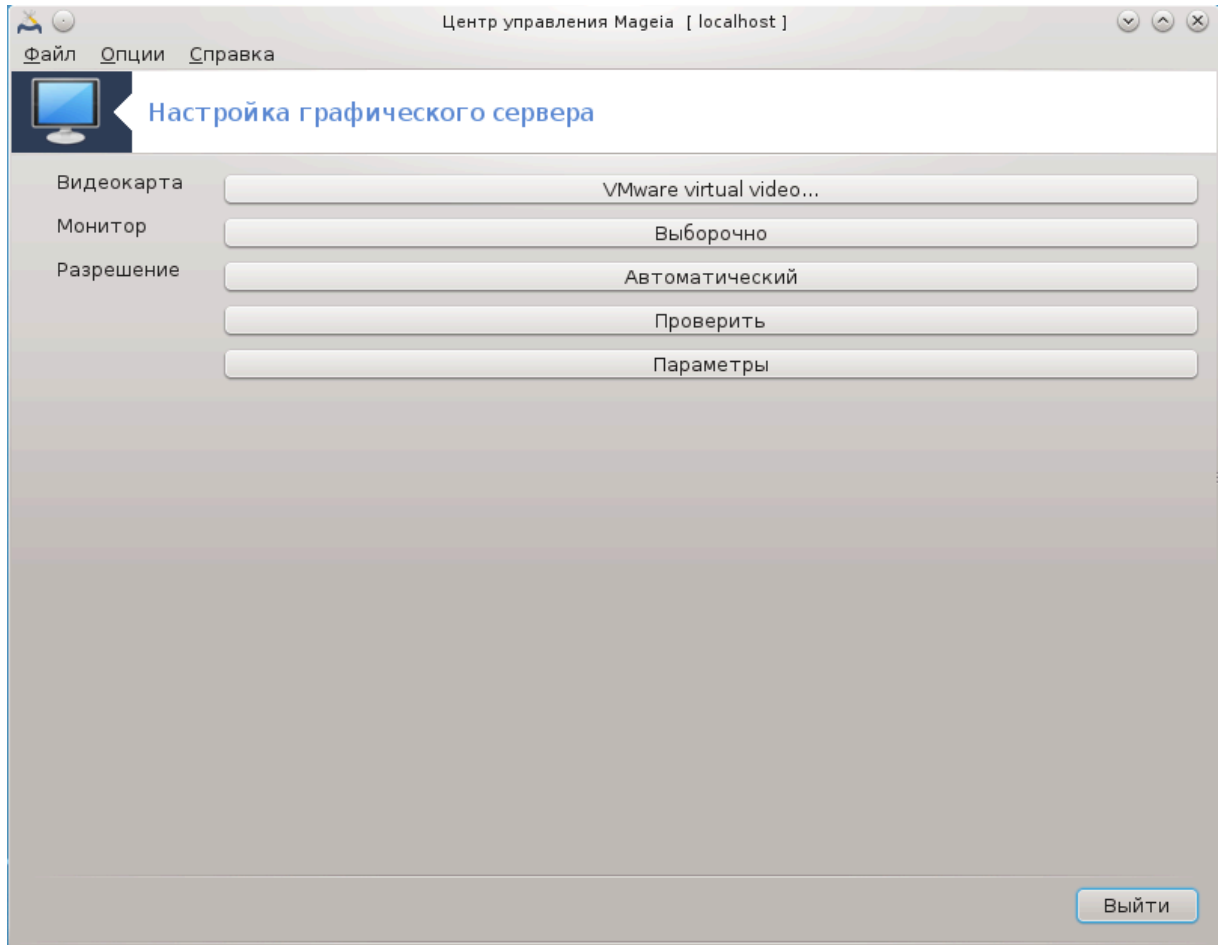 Центр управления Mageia [ localhost ]
Файл Опции Справка
Настройка графического сервера
Видеокарта VMware virtual video...
Монитор Выборочно
Разрешение Автоматический
Проверить
Параметры
Выйти